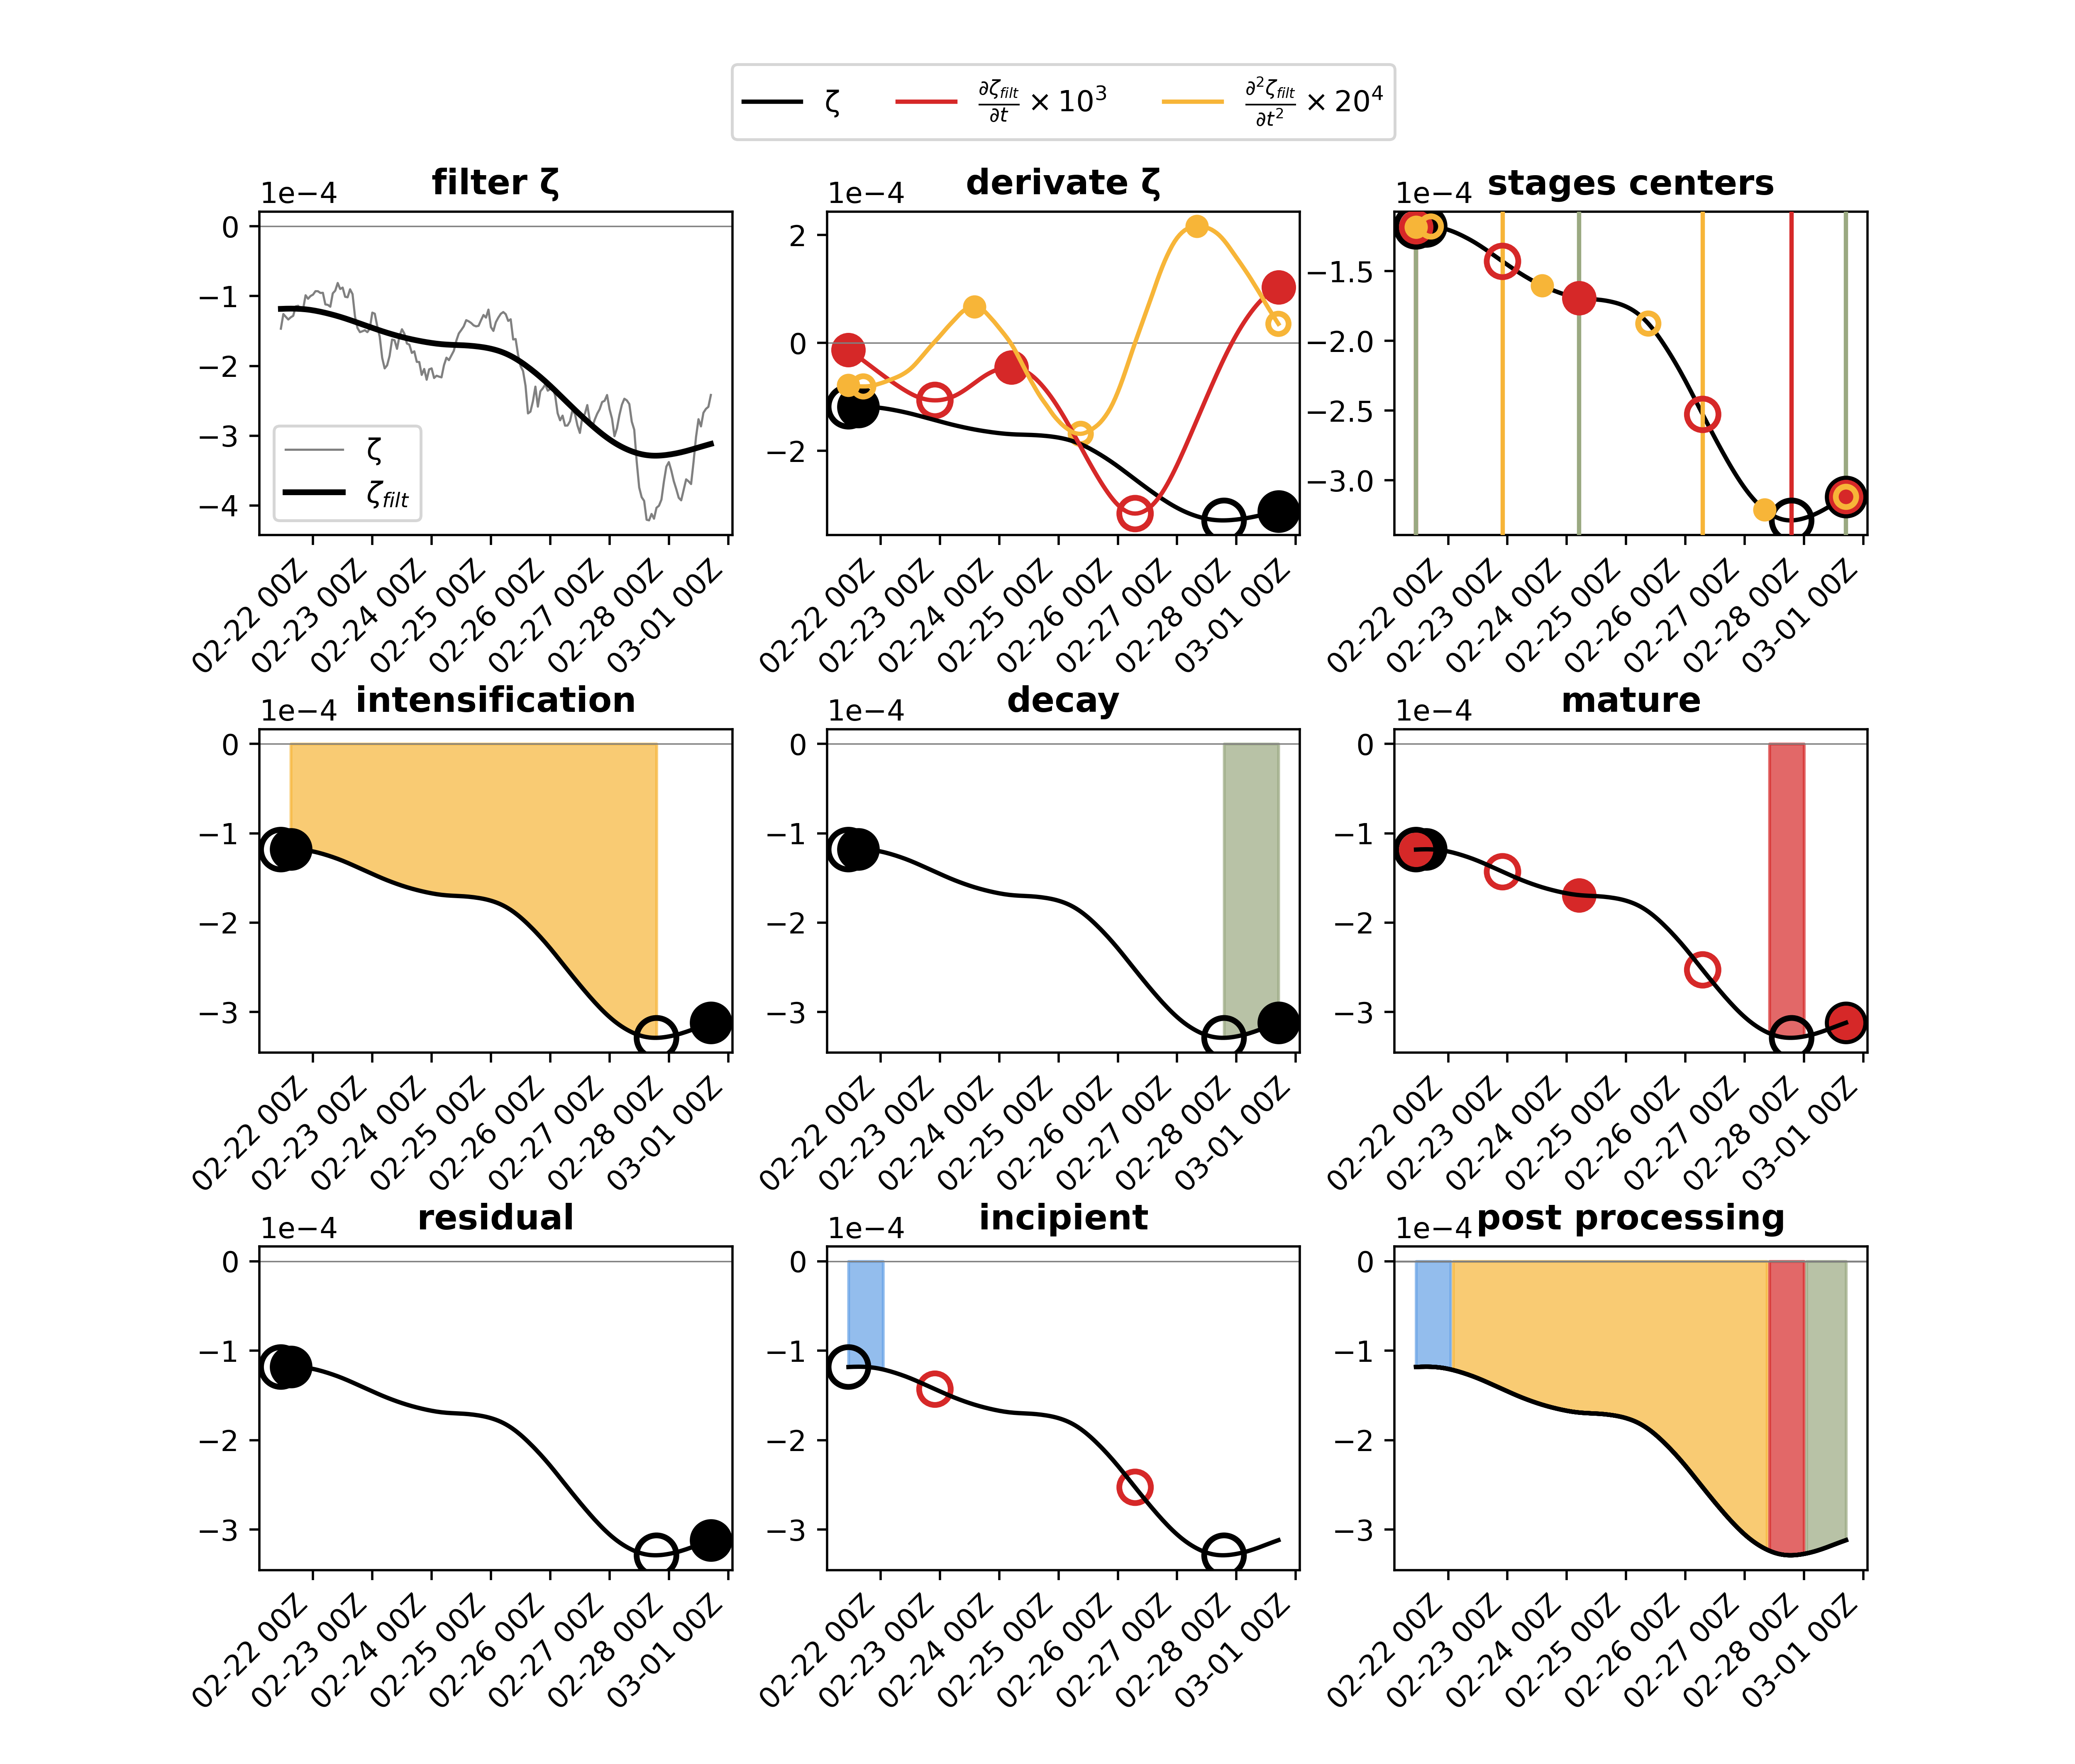 ζ ∂ζfilt/∂t × 10³ ∂²ζfilt/∂t² × 20⁴
filter ζ derivate ζ stages centers
1e−4 1e−4 1e−4
0
−1
−2
−3
−4
ζ
ζfilt
2
0
−2
−1.5
−2.0
−2.5
−3.0
02-22 00Z 02-23 00Z 02-24 00Z 02-25 00Z 02-26 00Z 02-27 00Z 02-28 00Z 03-01 00Z
02-22 00Z 02-23 00Z 02-24 00Z 02-25 00Z 02-26 00Z 02-27 00Z 02-28 00Z 03-01 00Z
02-22 00Z 02-23 00Z 02-24 00Z 02-25 00Z 02-26 00Z 02-27 00Z 02-28 00Z 03-01 00Z
intensification decay mature
1e−4 1e−4 1e−4
0
−1
−2
−3
0
−1
−2
−3
0
−1
−2
−3
02-22 00Z 02-23 00Z 02-24 00Z 02-25 00Z 02-26 00Z 02-27 00Z 02-28 00Z 03-01 00Z
02-22 00Z 02-23 00Z 02-24 00Z 02-25 00Z 02-26 00Z 02-27 00Z 02-28 00Z 03-01 00Z
02-22 00Z 02-23 00Z 02-24 00Z 02-25 00Z 02-26 00Z 02-27 00Z 02-28 00Z 03-01 00Z
residual incipient post processing
1e−4 1e−4 1e−4
0
−1
−2
−3
0
−1
−2
−3
0
−1
−2
−3
02-22 00Z 02-23 00Z 02-24 00Z 02-25 00Z 02-26 00Z 02-27 00Z 02-28 00Z 03-01 00Z
02-22 00Z 02-23 00Z 02-24 00Z 02-25 00Z 02-26 00Z 02-27 00Z 02-28 00Z 03-01 00Z
02-22 00Z 02-23 00Z 02-24 00Z 02-25 00Z 02-26 00Z 02-27 00Z 02-28 00Z 03-01 00Z